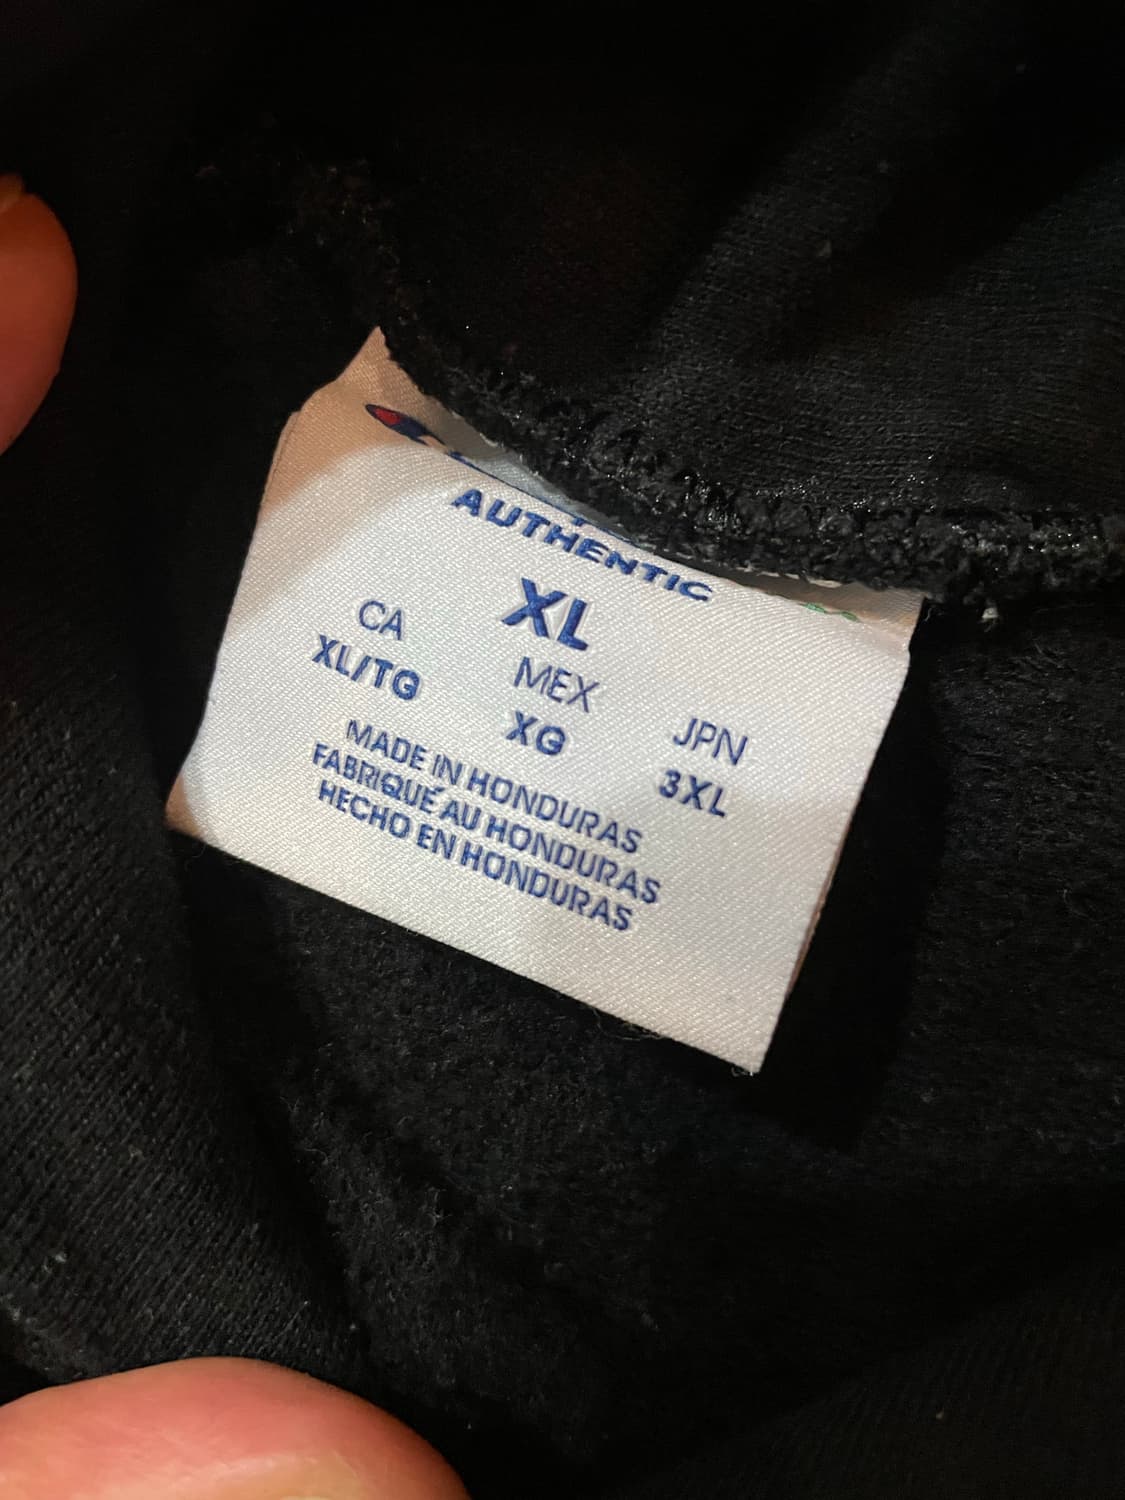 AUTHENTIC
XL
CA MEX JPN
XL/TG XG 3XL
MADE IN HONDURAS
FABRIQUÉ AU HONDURAS
HECHO EN HONDURAS